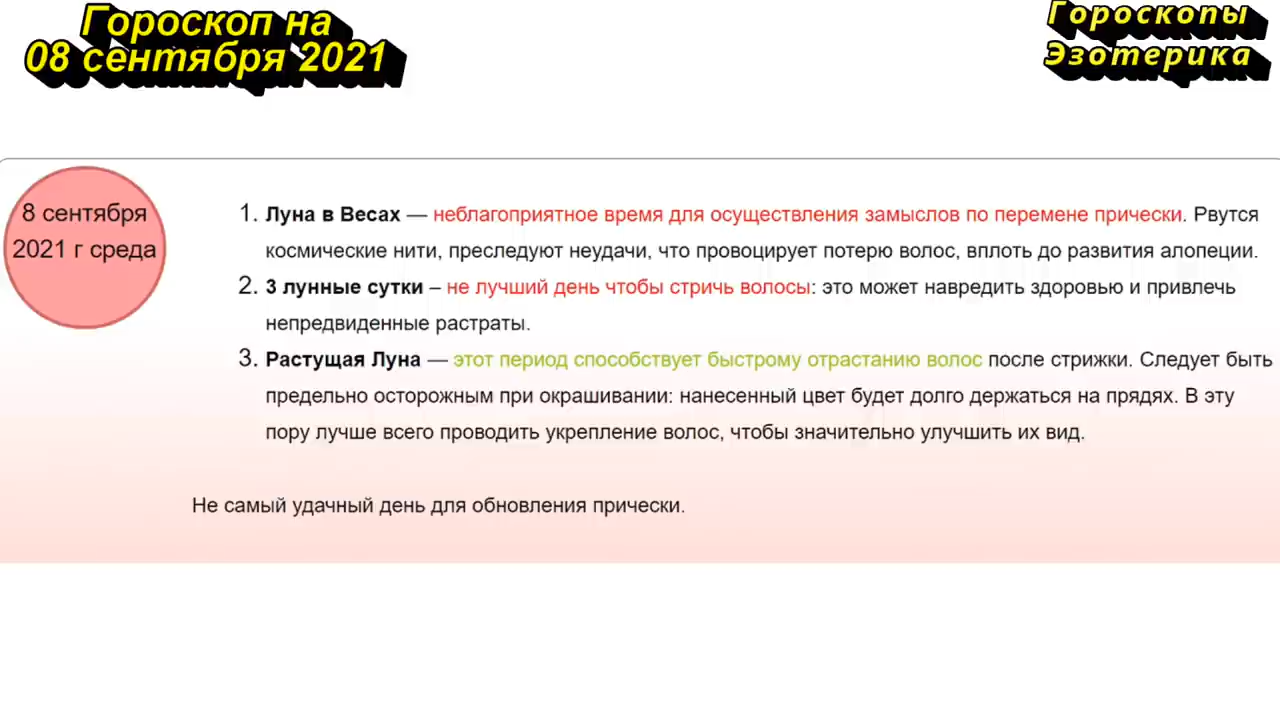 Гороскоп на
08 сентября 2021
Гороскопы
Эзотерика
8 сентября
2021 г среда
1. Луна в Весах — неблагоприятное время для осуществления замыслов по перемене прически. Рвутся
космические нити, преследуют неудачи, что провоцирует потерю волос, вплоть до развития алопеции.
2. 3 лунные сутки – не лучший день чтобы стричь волосы: это может навредить здоровью и привлечь
непредвиденные растраты.
3. Растущая Луна — этот период способствует быстрому отрастанию волос после стрижки. Следует быть
предельно осторожным при окрашивании: нанесенный цвет будет долго держаться на прядях. В эту
пору лучше всего проводить укрепление волос, чтобы значительно улучшить их вид.
Не самый удачный день для обновления прически.